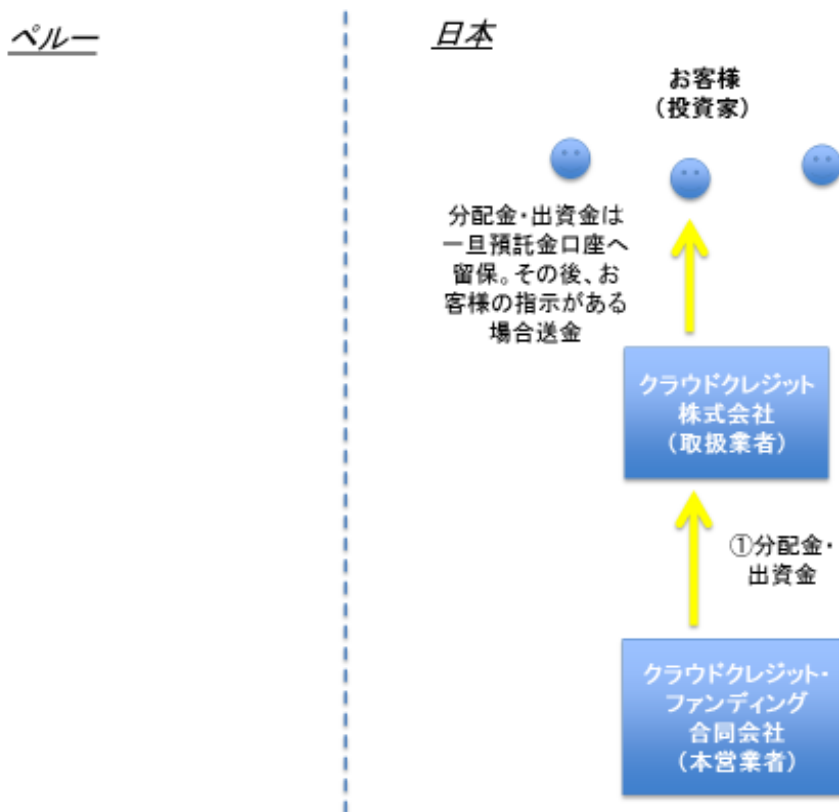 ペルー
日本
お客様
（投資家）
分配金・出資金は
一旦預託金口座へ
留保。その後、お
客様の指示がある
場合送金
クラウドクレジット
株式会社
（取扱業者）
①分配金・
出資金
クラウドクレジット・
ファンディング
合同会社
（本営業者）